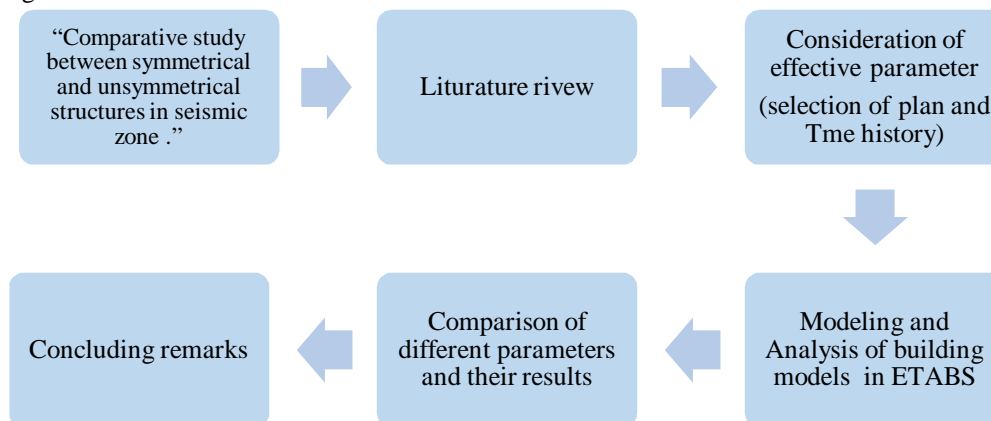 “Comparative study
between symmetrical
and unsymmetrical
structures in seismic
zone .”
Liturature rivew
Consideration of
effective parameter
(selection of plan and
Tme history)
Modeling and
Analysis of building
models in ETABS
Comparison of
different parameters
and their results
Concluding remarks